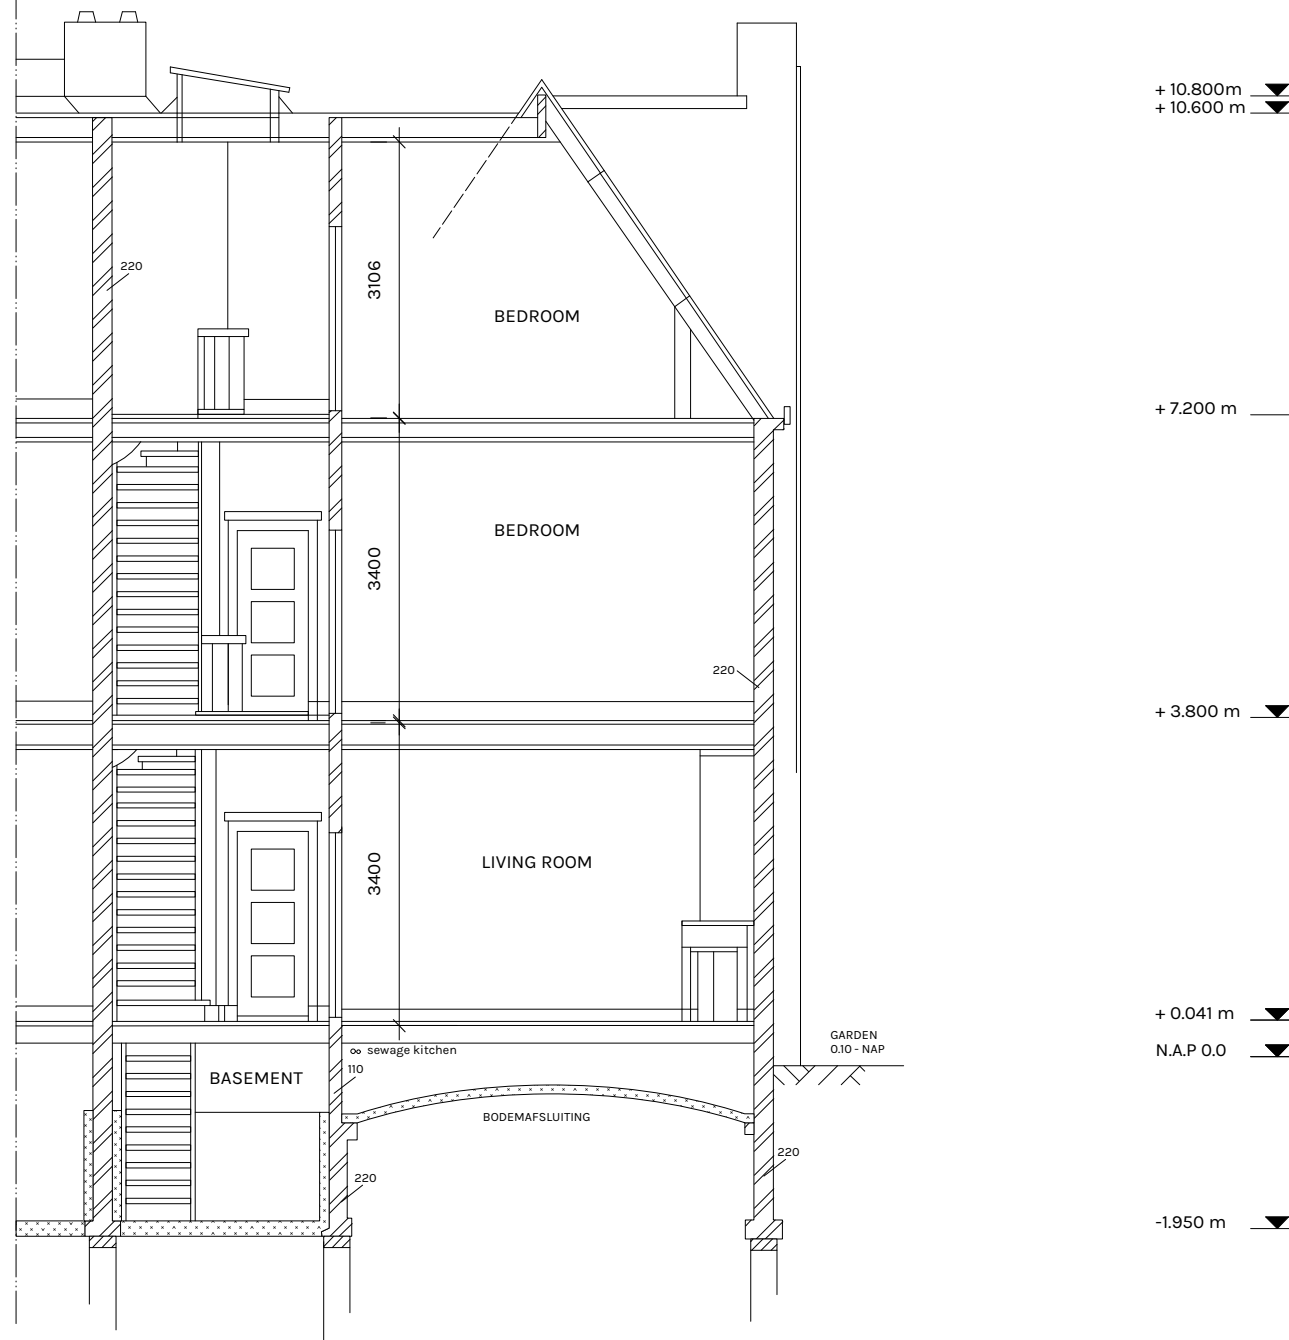 + 10.800m
+ 10.600 m
220
3106
BEDROOM
+ 7.200 m
BEDROOM
3400
220
+ 3.800 m
LIVING ROOM
3400
+ 0.041 m
GARDEN
0.10 - NAP
sewage kitchen
N.A.P 0.0
BASEMENT
110
BODEMAFSLUITING
220
220
-1.950 m